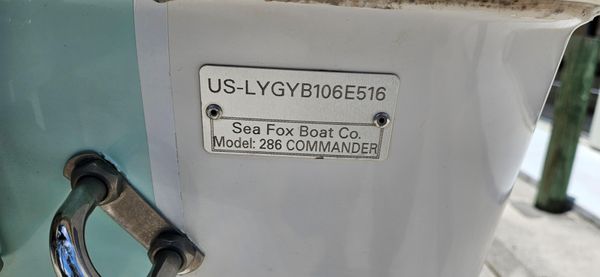 US-LYGYB106E516
Sea Fox Boat Co.
Model: 286 COMMANDER